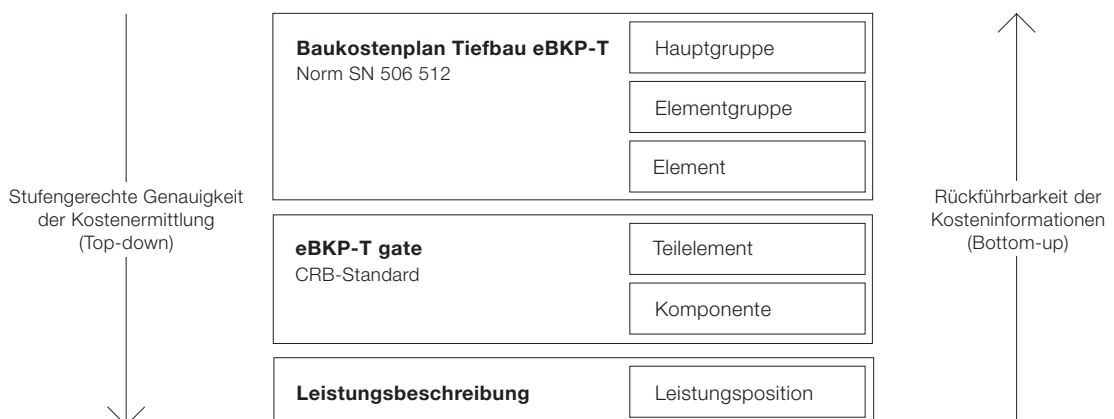 Baukostenplan Tiefbau eBKP-T
Norm SN 506 512
Hauptgruppe
Elementgruppe
Element
Stufengerechte Genauigkeit
der Kostenermittlung
(Top-down)
Rückführbarkeit der
Kosteninformationen
(Bottom-up)
eBKP-T gate
CRB-Standard
Teilelement
Komponente
Leistungsbeschreibung
Leistungsposition